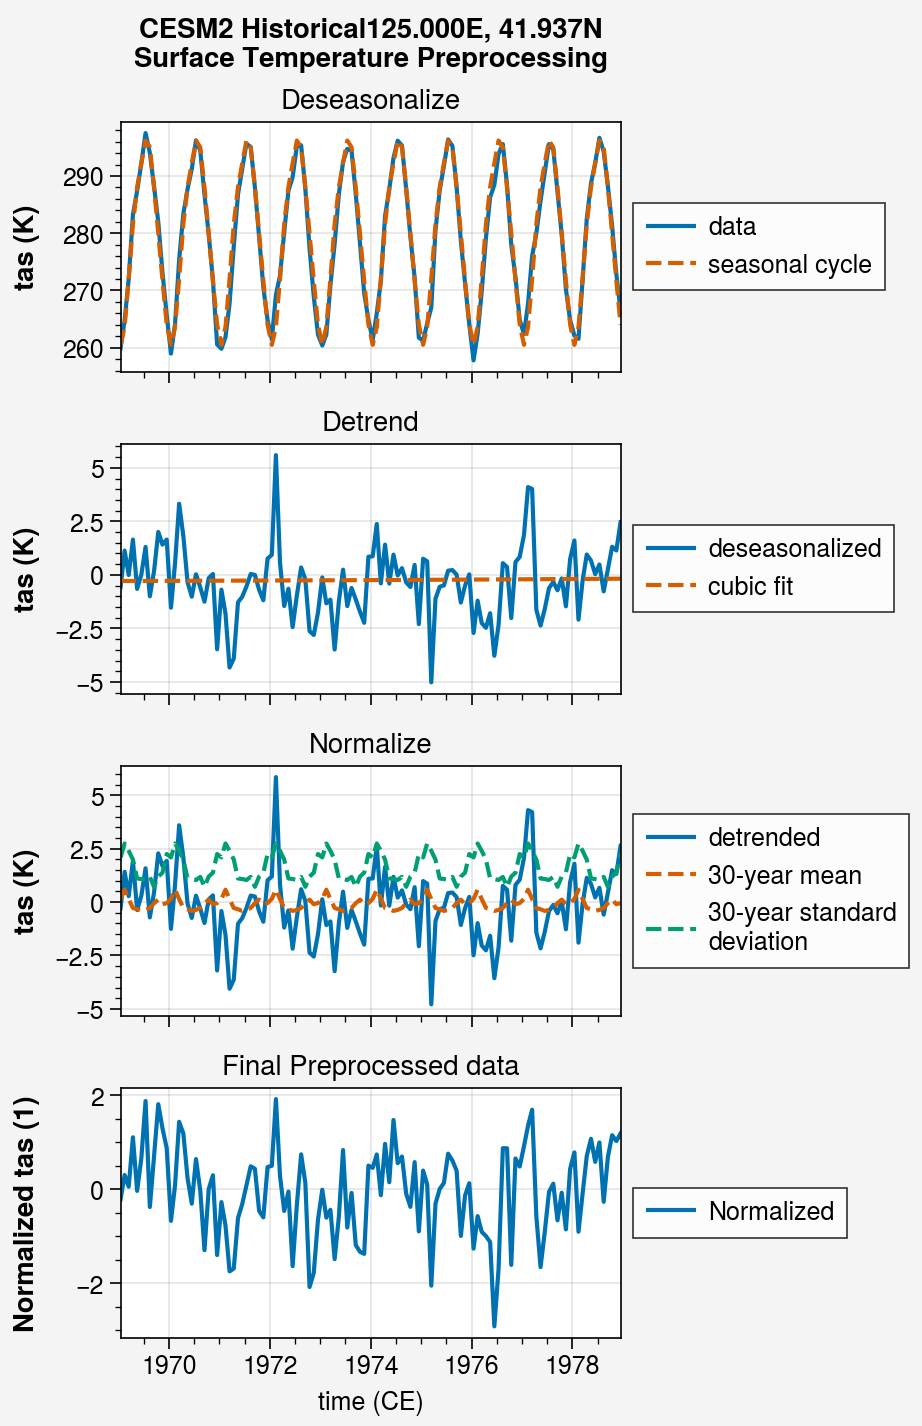 CESM2 Historical125.000E, 41.937N
Surface Temperature Preprocessing
Deseasonalize
290
280
270
260
tas (K)
data
seasonal cycle
Detrend
5
2.5
0
−2.5
−5
tas (K)
deseasonalized
cubic fit
Normalize
5
2.5
0
−2.5
−5
tas (K)
detrended
30-year mean
30-year standard
deviation
Final Preprocessed data
2
0
−2
Normalized tas (1)
Normalized
1970 1972 1974 1976 1978
time (CE)